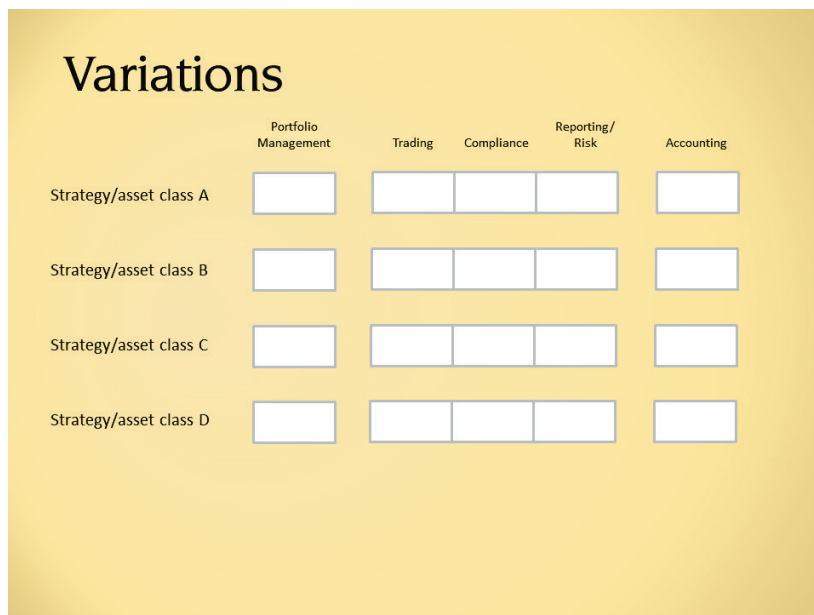 Variations
Portfolio
Management
Trading
Compliance
Reporting/
Risk
Accounting
Strategy/asset class A
Strategy/asset class B
Strategy/asset class C
Strategy/asset class D